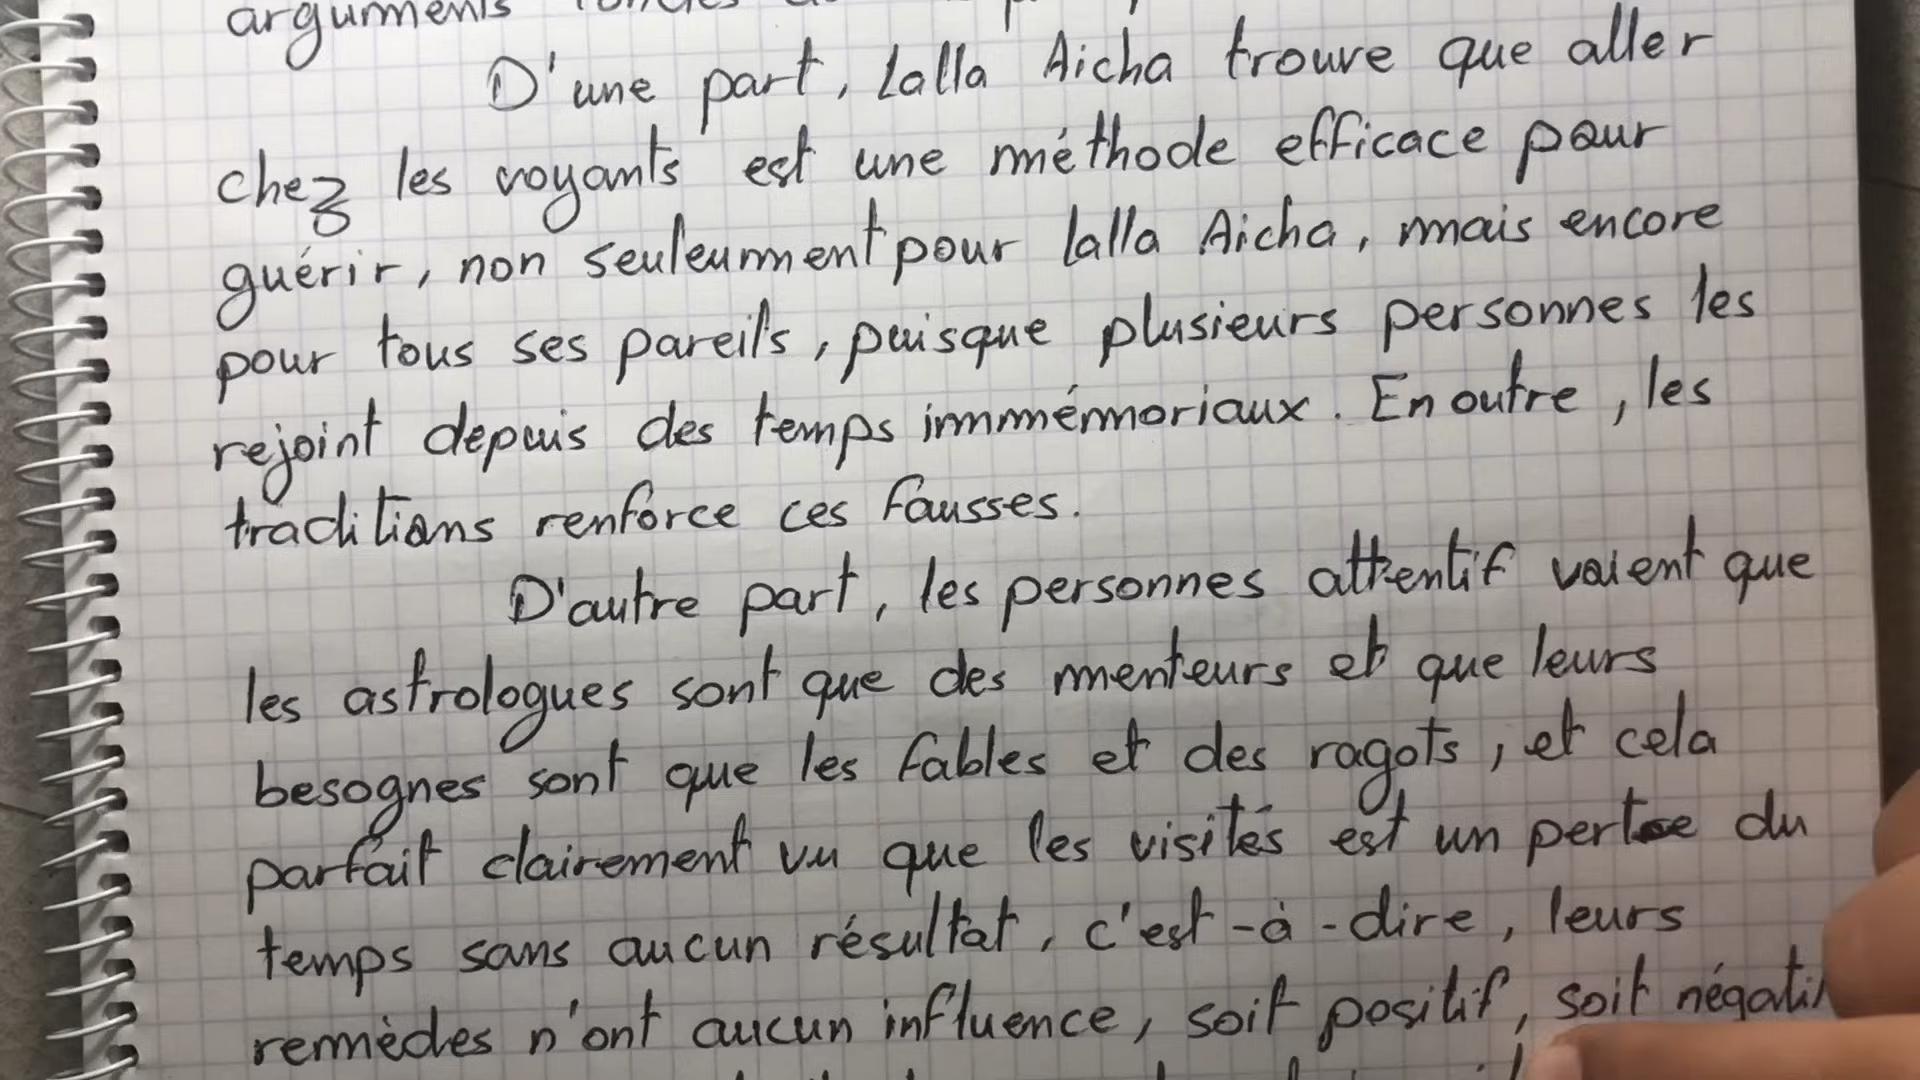 arguments
D'une part, Lalla Aicha trouve que aller
chez les voyants est une méthode efficace pour
guérir, non seuleument pour lalla Aicha, mais encore
pour tous ses pareils, puisque plusieurs personnes les
rejoint depuis des temps immémoriaux. En outre, les
traditions renforce ces fausses.
D'autre part, les personnes attentif voient que
les astrologues sont que des menteurs et que leurs
besognes sont que les fables et des ragots, et cela
parfait clairement vu que les visités est un perte du
temps sans aucun résultat, c'est-à-dire, leurs
remèdes n'ont aucun influence, soit positif, soit